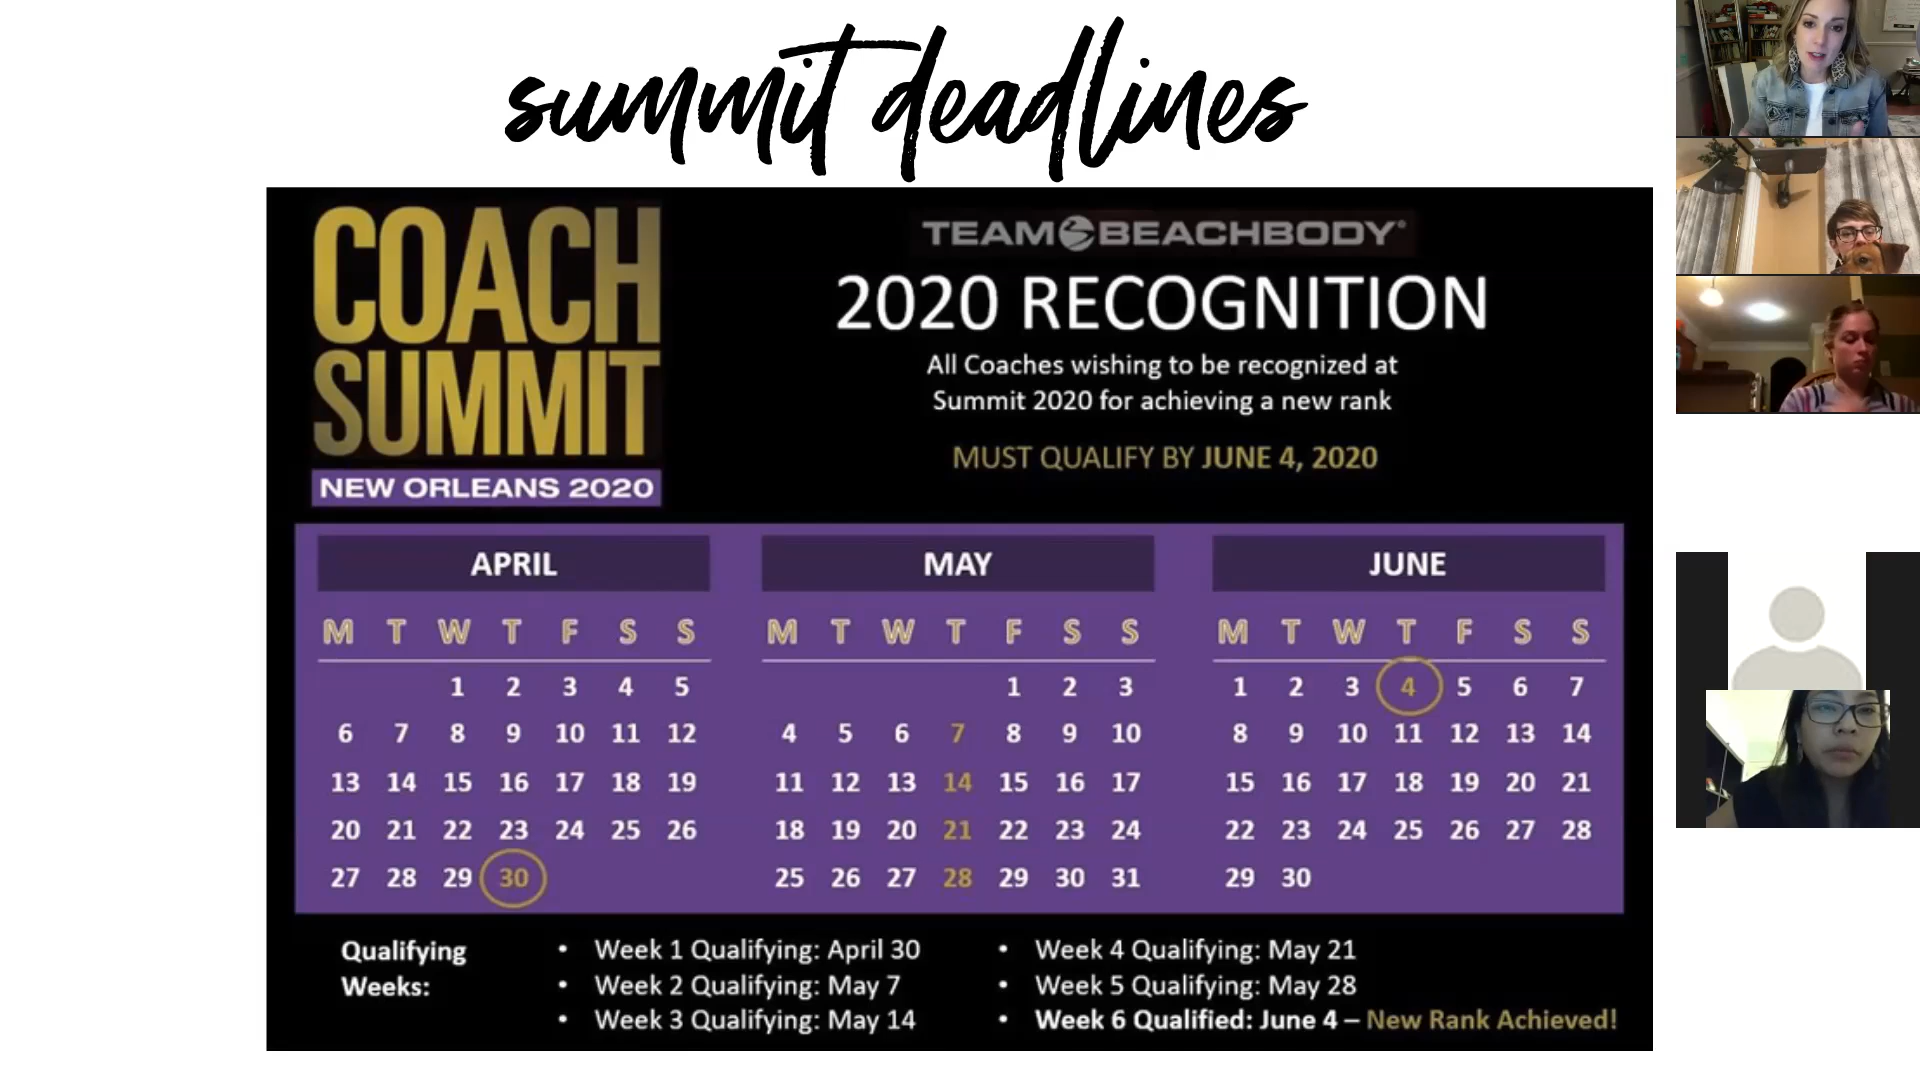 summit deadlines
COACH
SUMMIT
NEW ORLEANS 2020
TEAM BEACHBODY®
2020 RECOGNITION
All Coaches wishing to be recognized at
Summit 2020 for achieving a new rank
MUST QUALIFY BY JUNE 4, 2020
APRIL
M T W T F S S
1 2 3 4 5
6 7 8 9 10 11 12
13 14 15 16 17 18 19
20 21 22 23 24 25 26
27 28 29 30
MAY
M T W T F S S
1 2 3
4 5 6 7 8 9 10
11 12 13 14 15 16 17
18 19 20 21 22 23 24
25 26 27 28 29 30 31
JUNE
M T W T F S S
1 2 3 4 5 6 7
8 9 10 11 12 13 14
15 16 17 18 19 20 21
22 23 24 25 26 27 28
29 30
Qualifying
Weeks:
• Week 1 Qualifying: April 30
• Week 2 Qualifying: May 7
• Week 3 Qualifying: May 14
• Week 4 Qualifying: May 21
• Week 5 Qualifying: May 28
• Week 6 Qualified: June 4 – New Rank Achieved!